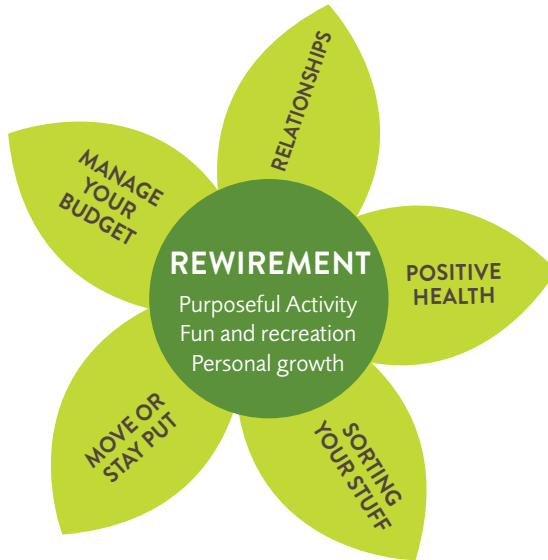 RELATIONSHIPS
MANAGE
YOUR
BUDGET
REWIREMENT
Purposeful Activity
Fun and recreation
Personal growth
POSITIVE
HEALTH
MOVE OR
STAY PUT
SORTING
YOUR STUFF